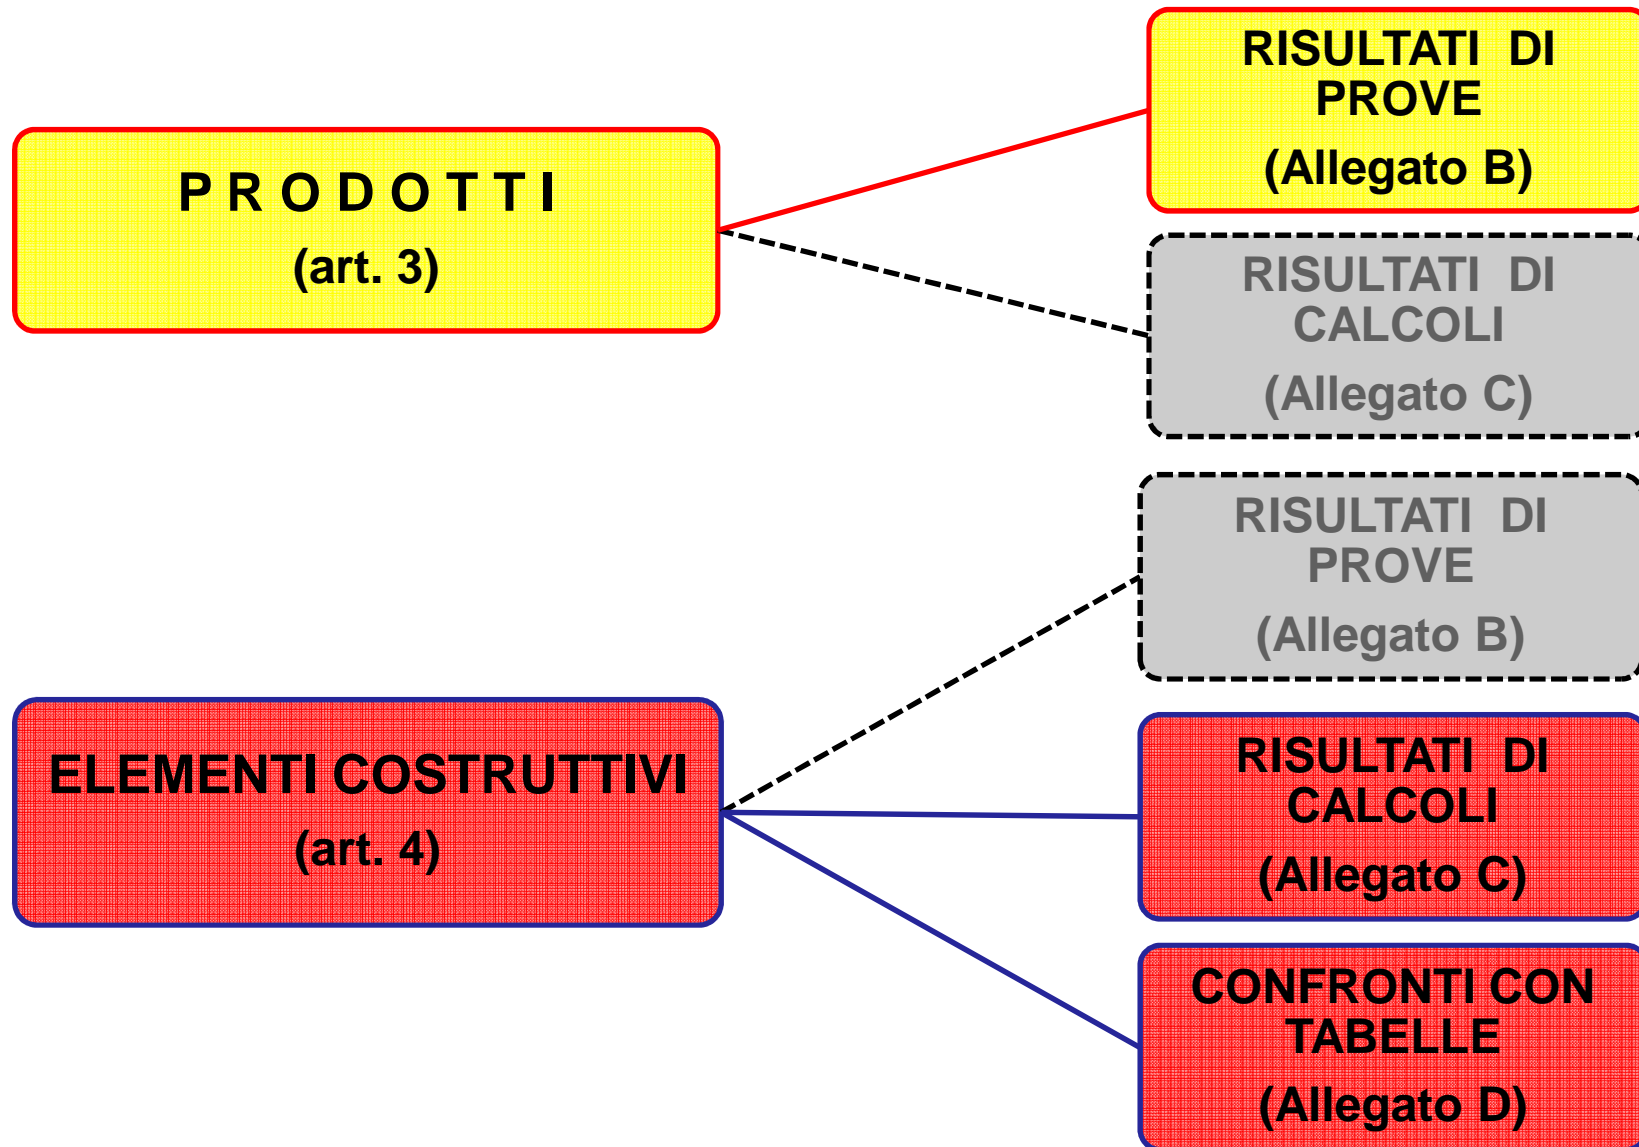 P R O D O T T I
(art. 3)
RISULTATI DI
PROVE
(Allegato B)
RISULTATI DI
CALCOLI
(Allegato C)
RISULTATI DI
PROVE
(Allegato B)
ELEMENTI COSTRUTTIVI
(art. 4)
RISULTATI DI
CALCOLI
(Allegato C)
CONFRONTI CON
TABELLE
(Allegato D)